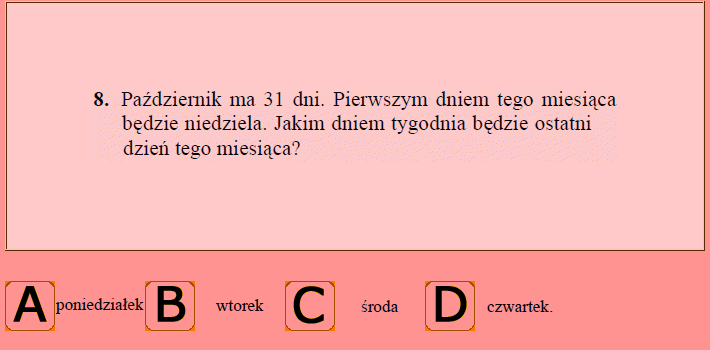 8. Październik ma 31 dni. Pierwszym dniem tego miesiąca
będzie niedziela. Jakim dniem tygodnia będzie ostatni
dzień tego miesiąca?
A poniedziałek B wtorek C środa D czwartek.